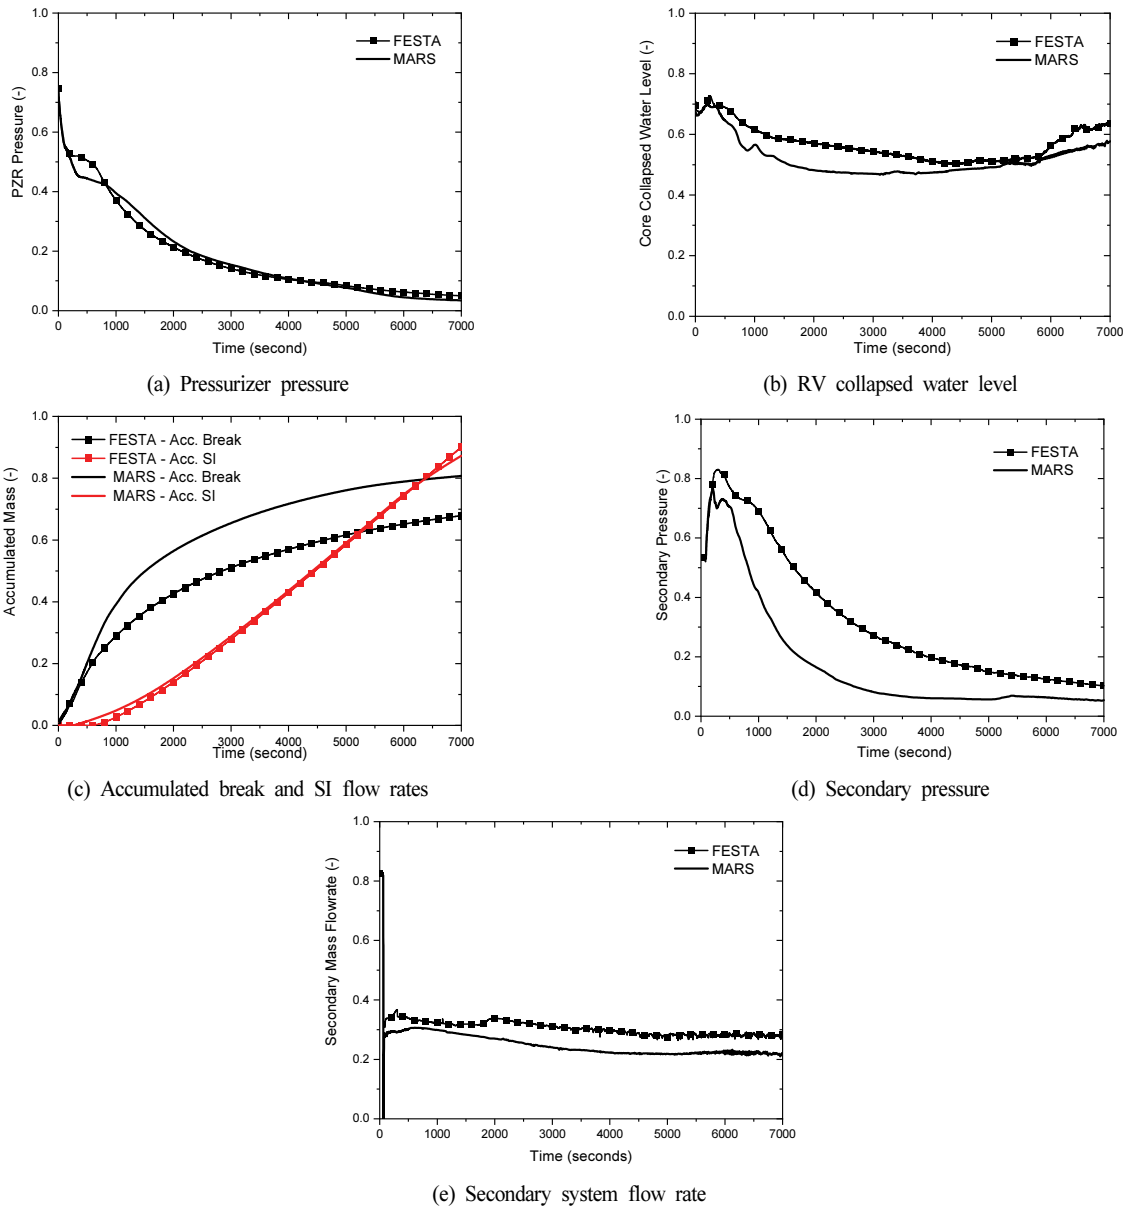 1.0
0.8
0.6
0.4
0.2
0.0
PZR Pressure (-)
FESTA
MARS
0 1000 2000 3000 4000 5000 6000 7000
Time (second)
(a) Pressurizer pressure
1.0
0.8
0.6
0.4
0.2
0.0
Core Collapsed Water Level (-)
FESTA
MARS
0 1000 2000 3000 4000 5000 6000 7000
Time (second)
(b) RV collapsed water level
1.0
0.8
0.6
0.4
0.2
0.0
Accumulated Mass (-)
FESTA - Acc. Break
FESTA - Acc. SI
MARS - Acc. Break
MARS - Acc. SI
0 1000 2000 3000 4000 5000 6000 7000
Time (second)
(c) Accumulated break and SI flow rates
1.0
0.8
0.6
0.4
0.2
0.0
Secondary Pressure (-)
FESTA
MARS
0 1000 2000 3000 4000 5000 6000 7000
Time (second)
(d) Secondary pressure
1.0
0.8
0.6
0.4
0.2
0.0
Secondary Mass Flowrate (-)
FESTA
MARS
0 1000 2000 3000 4000 5000 6000 7000
Time (seconds)
(e) Secondary system flow rate